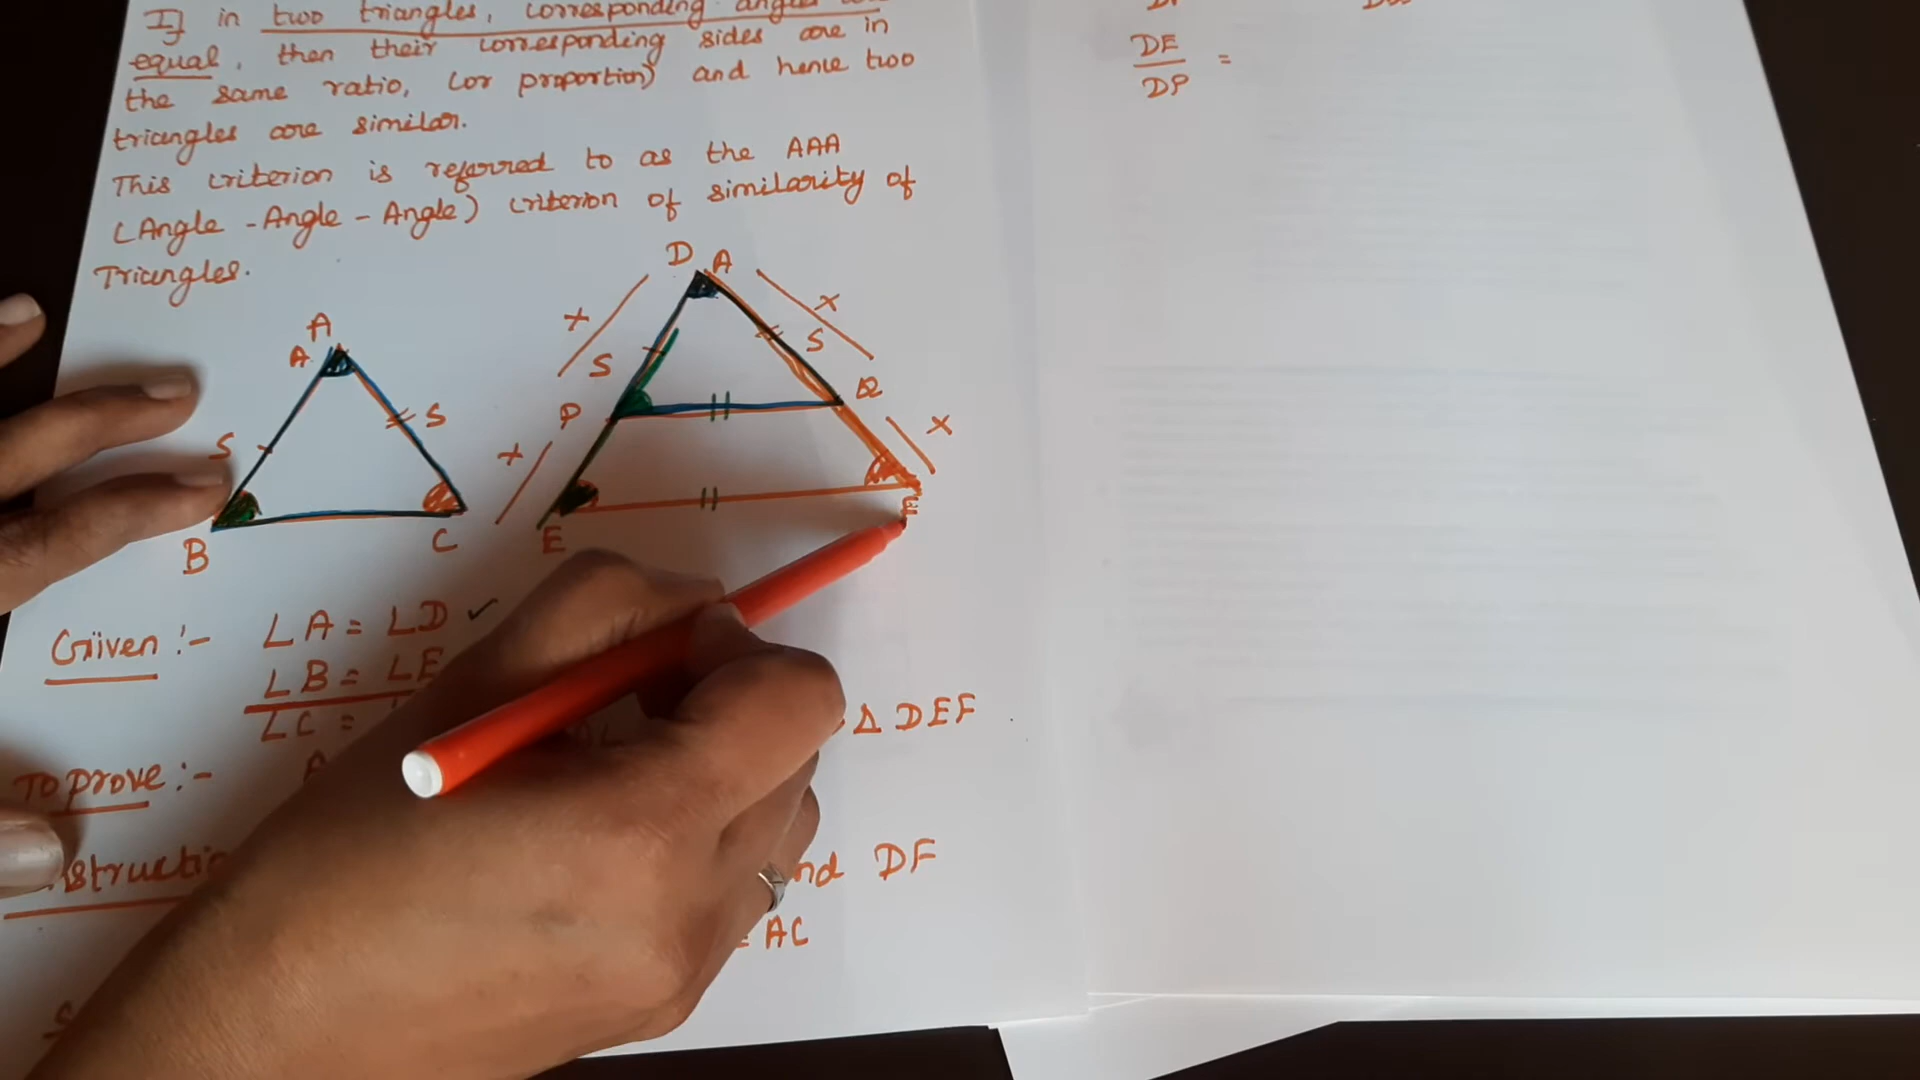 If in two triangles, corresponding angles
equal, then their corresponding sides are in
the same ratio, (or proportion) and hence two
triangles are similar.
This criterion is referred to as the AAA
(Angle - Angle - Angle) criterion of similarity of
Triangles.
A
A
S
S
B
C
D A
x
x
S
S
P
Q
x
x
E
F
Given :- ∠A = ∠D ✓
∠B = ∠E
∠C =
To prove :- Δ DEF
nd DF
= AC
DE
DP
=